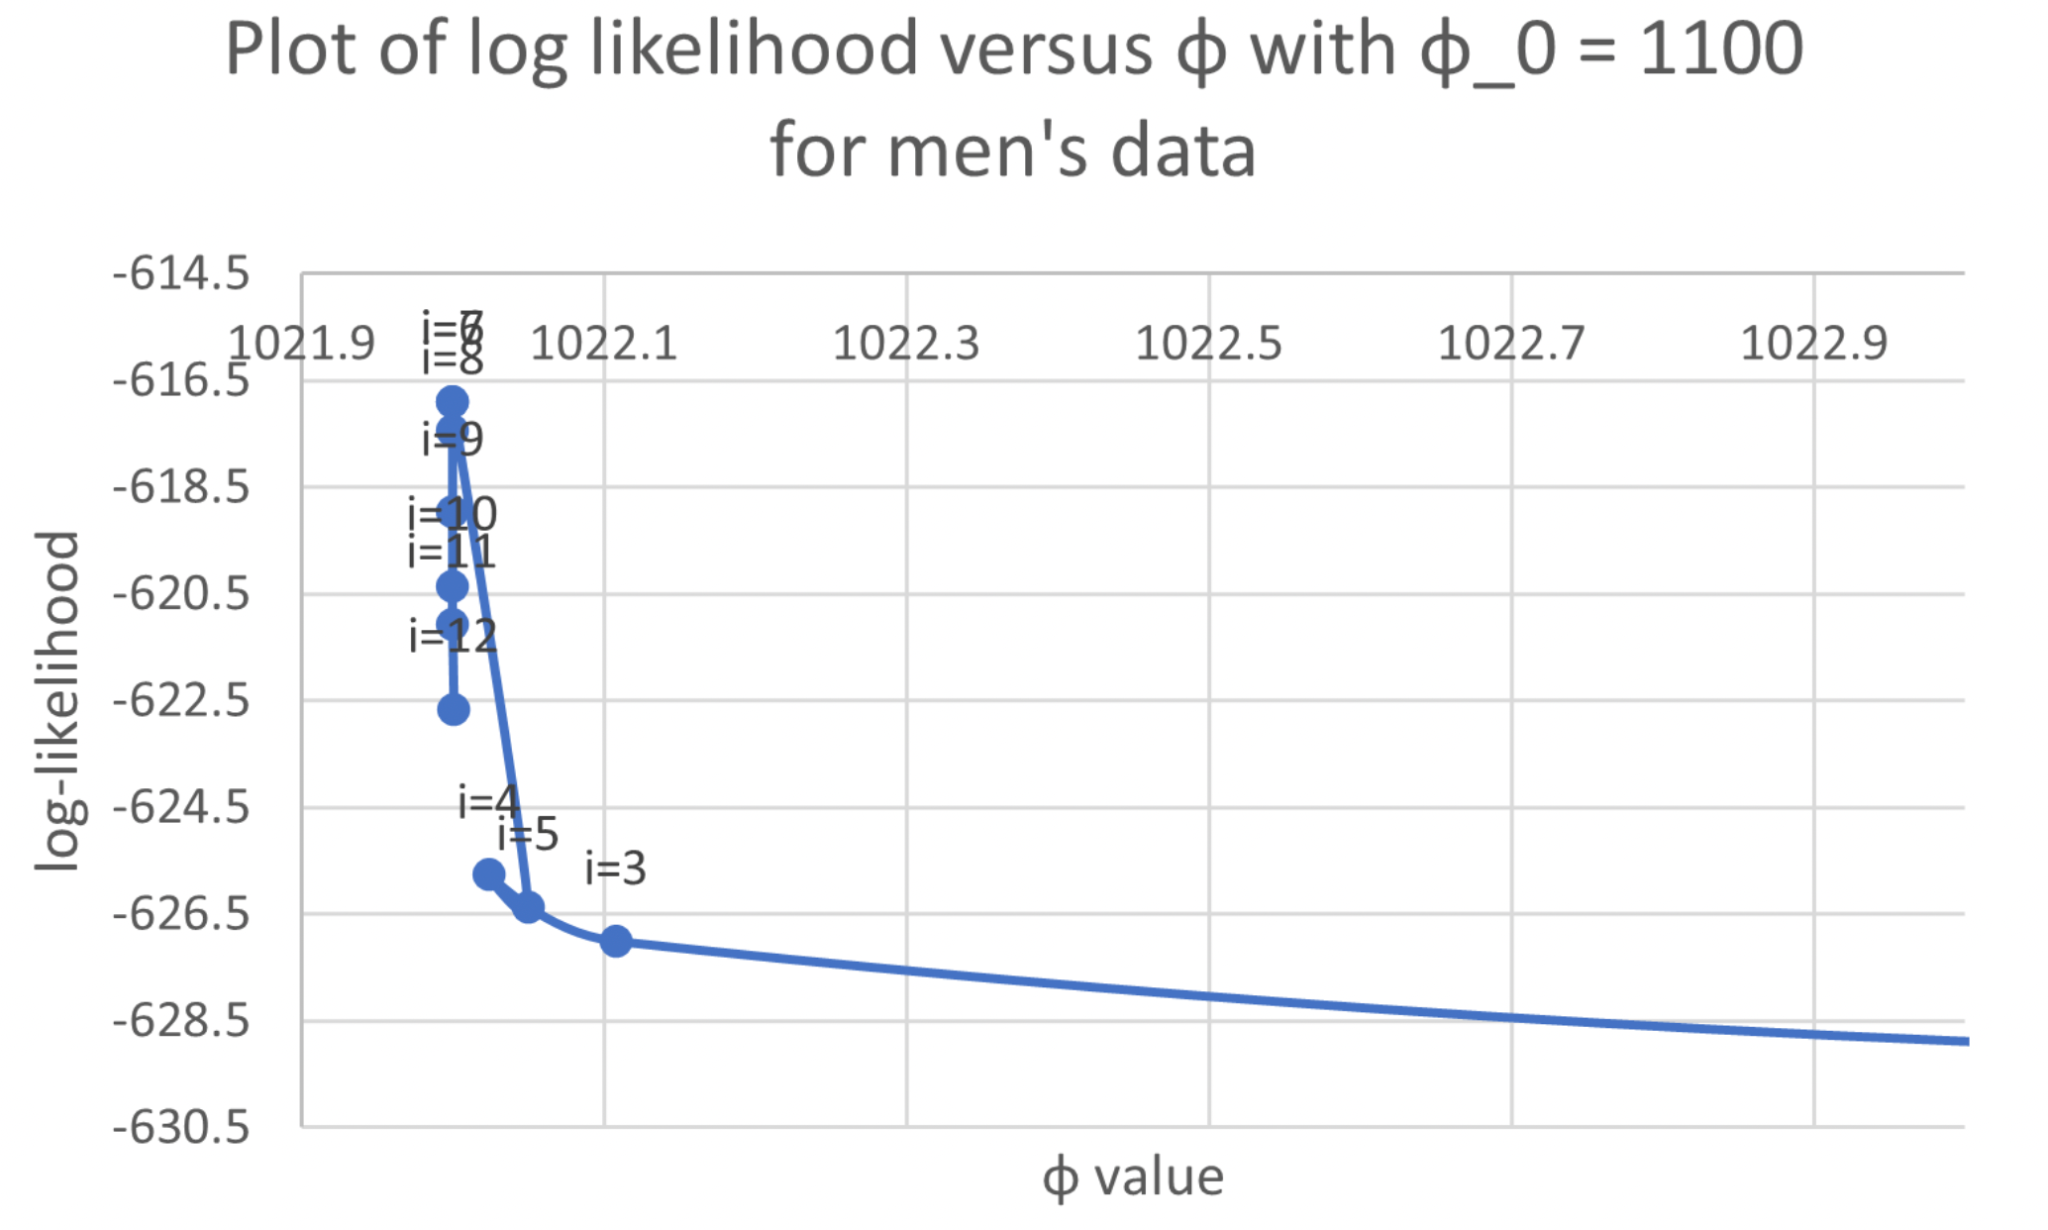 Plot of log likelihood versus ϕ with ϕ_0 = 1100
for men's data
-614.5
1021.9 1022.1 1022.3 1022.5 1022.7 1022.9
-616.5
-618.5
-620.5
-622.5
-624.5
-626.5
-628.5
-630.5
i=6
i=7
i=8
i=9
i=10
i=11
i=12
i=4
i=5
i=3
log-likelihood
ϕ value